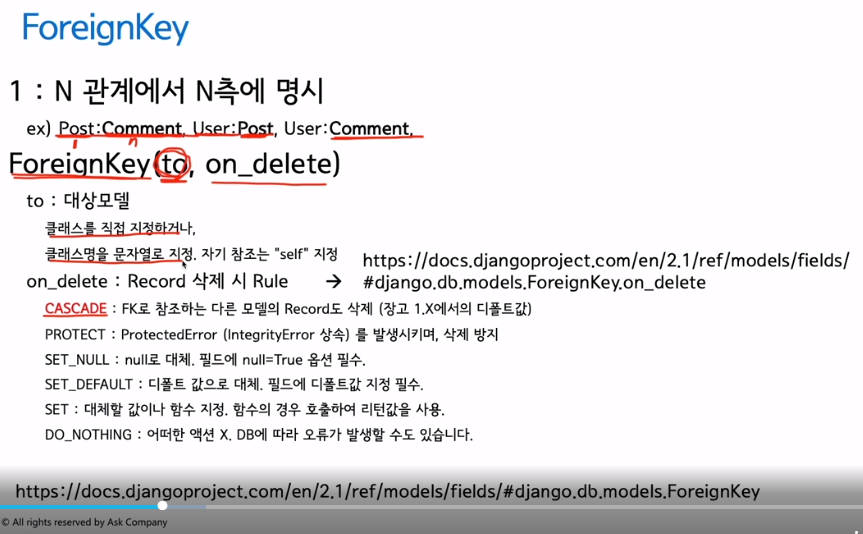 ForeignKey
1 : N 관계에서 N측에 명시
ex) Post:Comment, User:Post, User:Comment,
ForeignKey(to, on_delete)
to : 대상모델
클래스를 직접 지정하거나,
클래스명을 문자열로 지정. 자기 참조는 "self" 지정
on_delete : Record 삭제 시 Rule → https://docs.djangoproject.com/en/2.1/ref/models/fields/
#django.db.models.ForeignKey.on_delete
CASCADE : FK로 참조하는 다른 모델의 Record도 삭제 (장고 1.X에서의 디폴트값)
PROTECT : ProtectedError (IntegrityError 상속) 를 발생시키며, 삭제 방지
SET_NULL : null로 대체. 필드에 null=True 옵션 필수.
SET_DEFAULT : 디폴트 값으로 대체. 필드에 디폴트값 지정 필수.
SET : 대체할 값이나 함수 지정. 함수의 경우 호출하여 리턴값을 사용.
DO_NOTHING : 어떠한 액션 X. DB에 따라 오류가 발생할 수도 있습니다.
https://docs.djangoproject.com/en/2.1/ref/models/fields/#django.db.models.ForeignKey
© All rights reserved by Ask Company